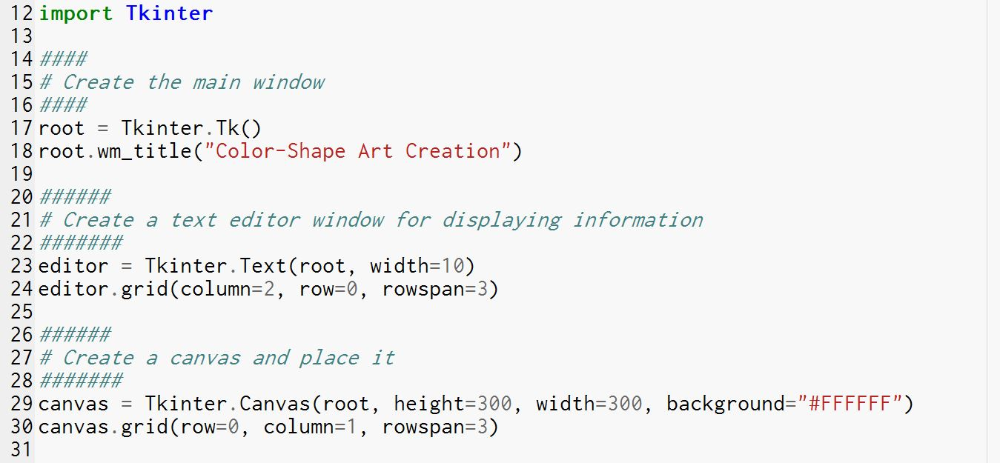 12 import Tkinter
13
14 ####
15 # Create the main window
16 ####
17 root = Tkinter.Tk()
18 root.wm_title("Color-Shape Art Creation")
19
20 ######
21 # Create a text editor window for displaying information
22 #######
23 editor = Tkinter.Text(root, width=10)
24 editor.grid(column=2, row=0, rowspan=3)
25
26 ######
27 # Create a canvas and place it
28 #######
29 canvas = Tkinter.Canvas(root, height=300, width=300, background="#FFFFFF")
30 canvas.grid(row=0, column=1, rowspan=3)
31